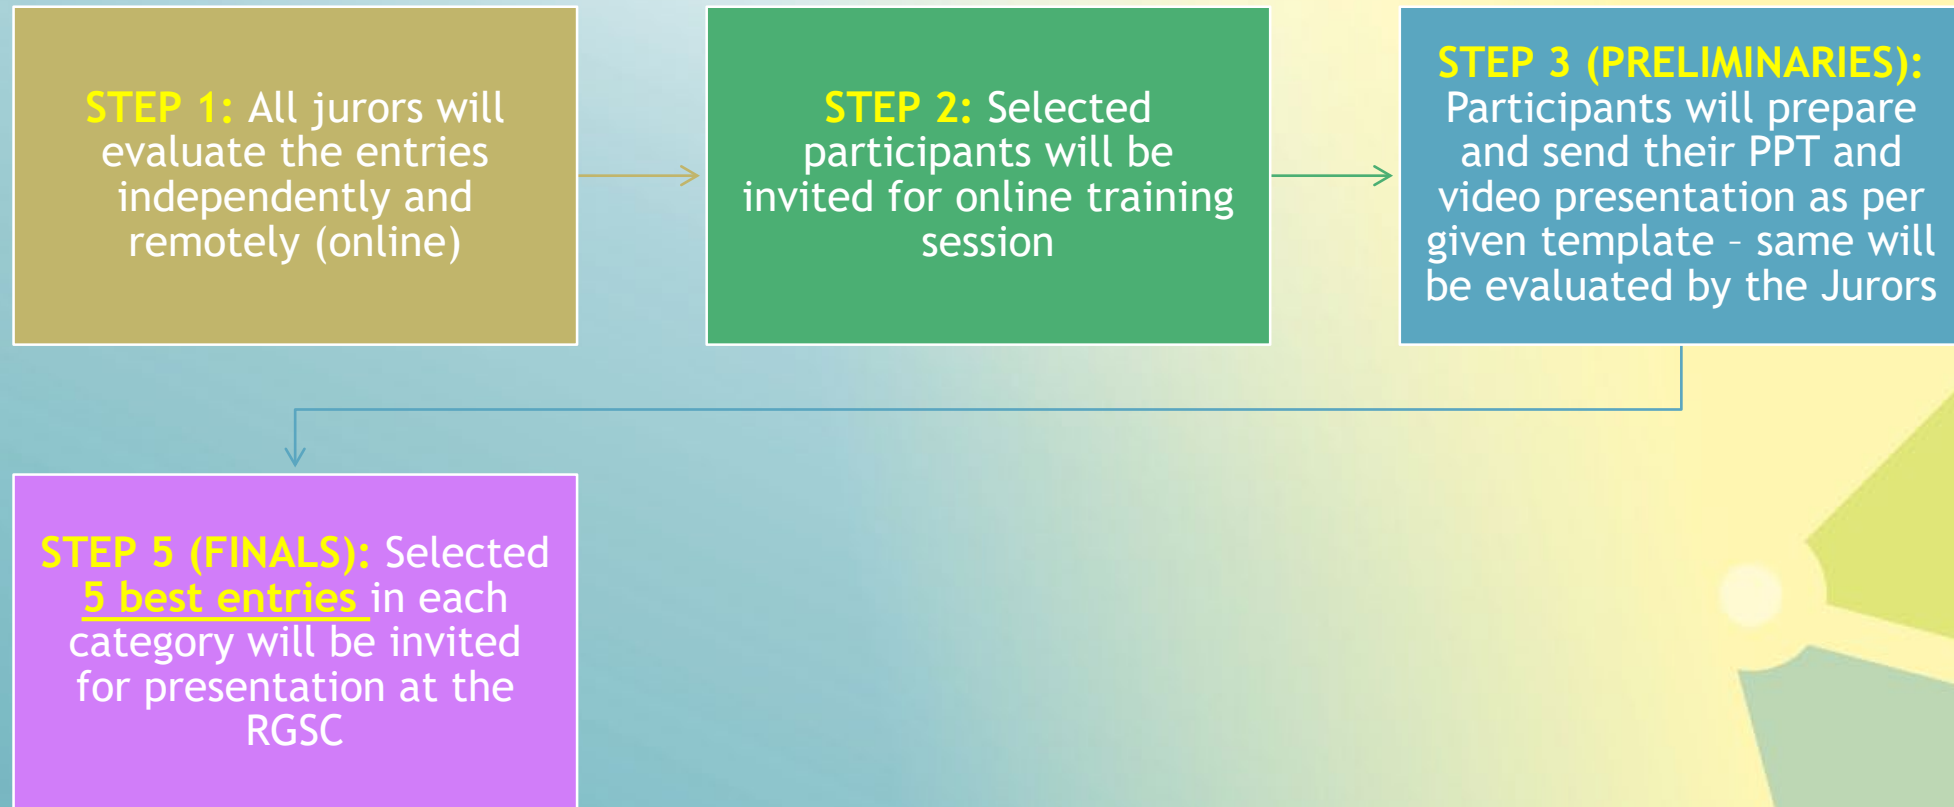 STEP 1: All jurors will
evaluate the entries
independently and
remotely (online)
STEP 2: Selected
participants will be
invited for online training
session
STEP 3 (PRELIMINARIES):
Participants will prepare
and send their PPT and
video presentation as per
given template – same will
be evaluated by the Jurors
STEP 5 (FINALS): Selected
5 best entries in each
category will be invited
for presentation at the
RGSC